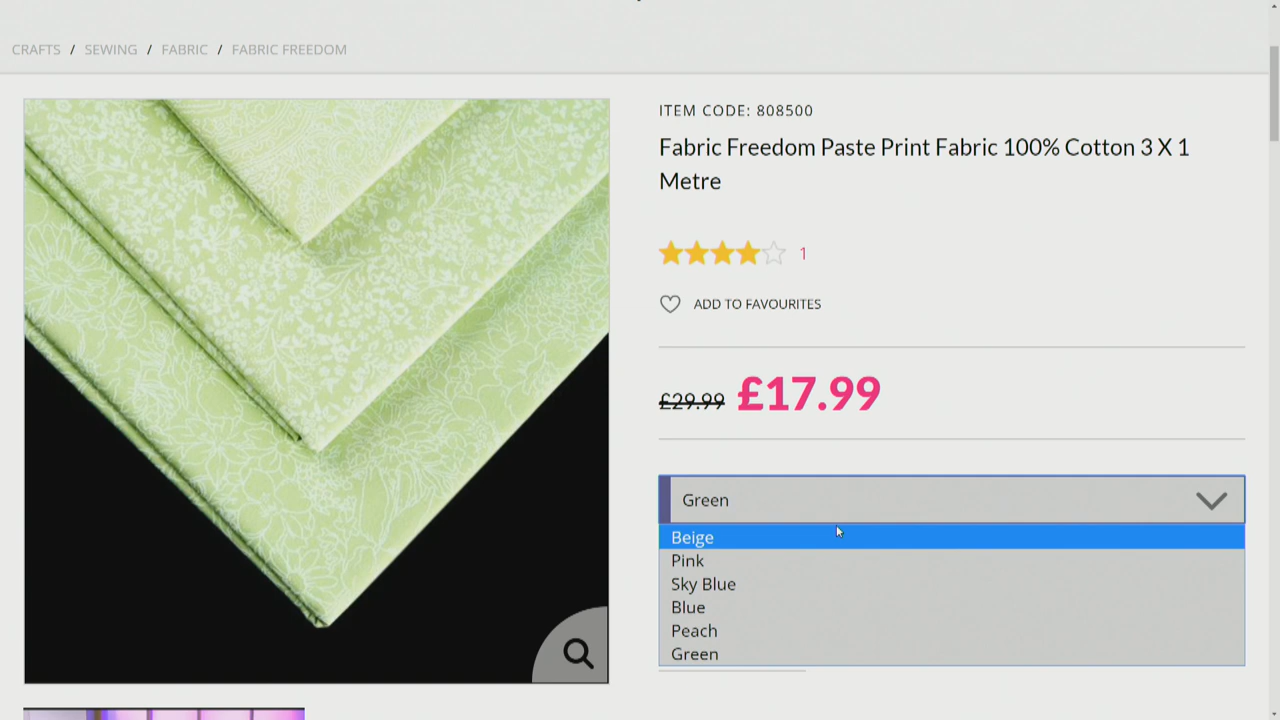 CRAFTS / SEWING / FABRIC / FABRIC FREEDOM
ITEM CODE: 808500
Fabric Freedom Paste Print Fabric 100% Cotton 3 X 1
Metre
1
ADD TO FAVOURITES
£29.99 £17.99
Green
Beige
Pink
Sky Blue
Blue
Peach
Green